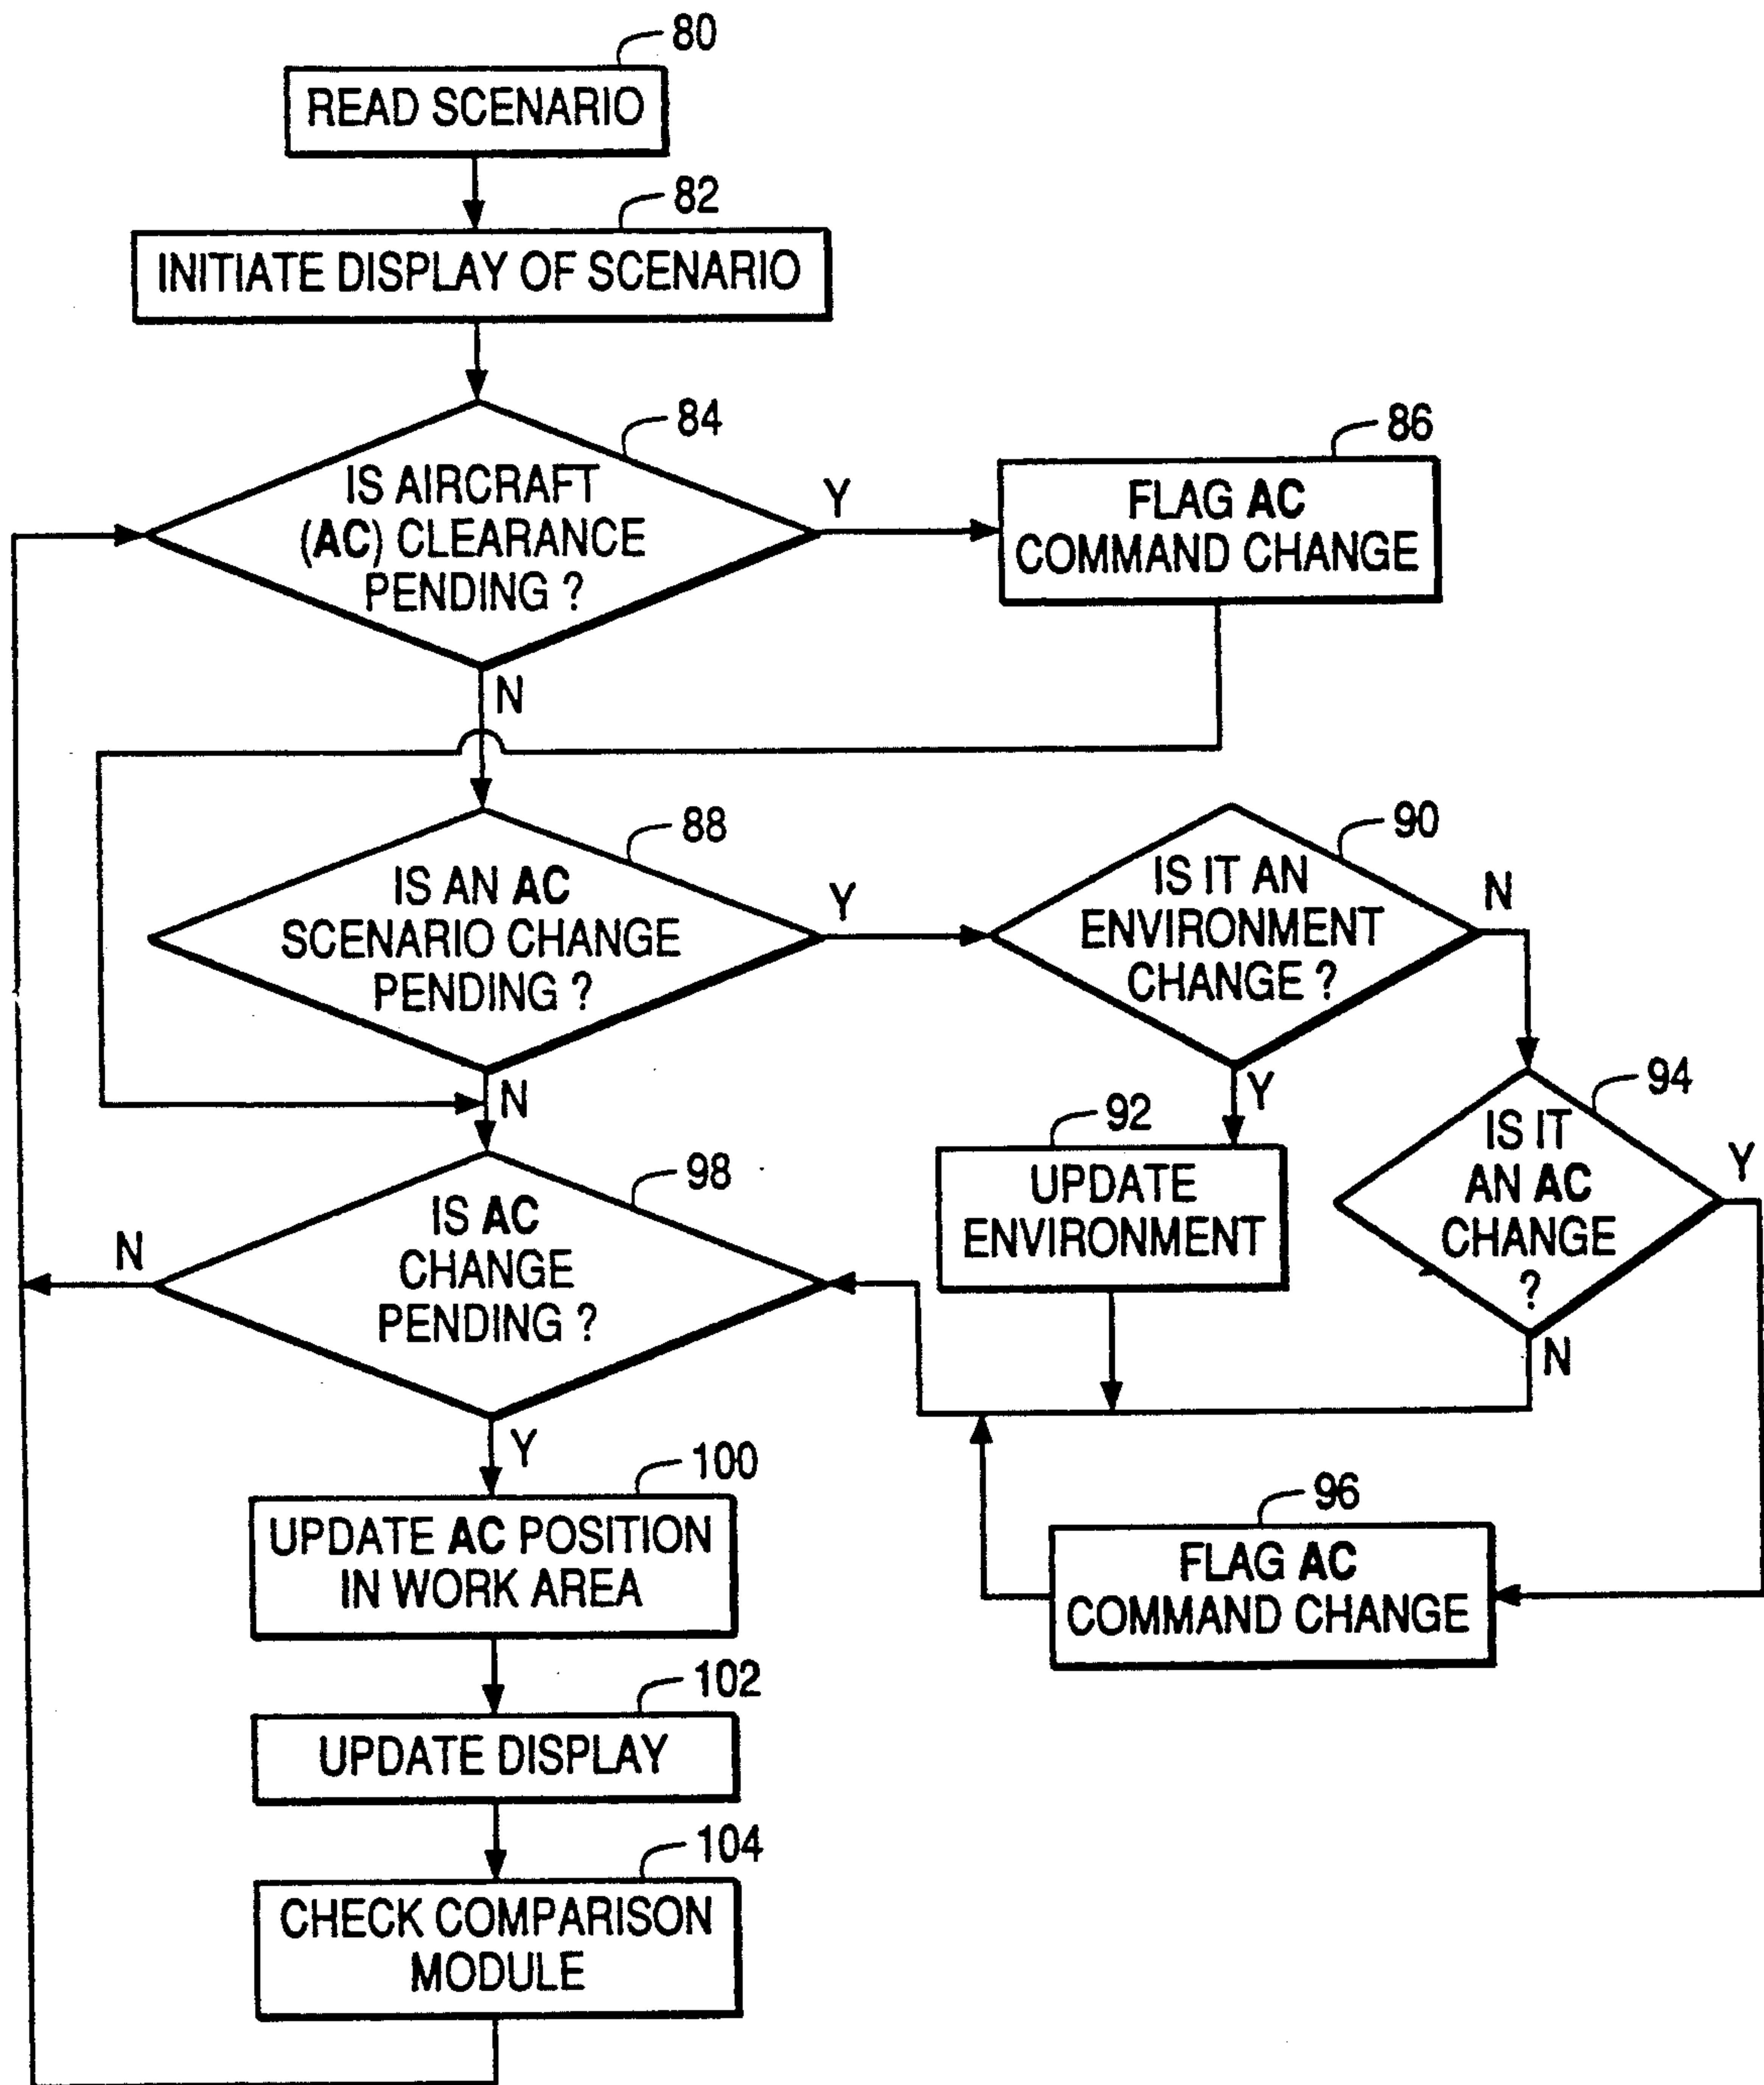 80
READ SCENARIO
82
INITIATE DISPLAY OF SCENARIO
84
IS AIRCRAFT
(AC) CLEARANCE
PENDING ?
Y
N
86
FLAG AC
COMMAND CHANGE
88
IS AN AC
SCENARIO CHANGE
PENDING ?
Y
N
90
IS IT AN
ENVIRONMENT
CHANGE ?
N
Y
92
UPDATE
ENVIRONMENT
94
IS IT
AN AC
CHANGE
?
Y
N
96
FLAG AC
COMMAND CHANGE
98
IS AC
CHANGE
PENDING ?
N
Y
100
UPDATE AC POSITION
IN WORK AREA
102
UPDATE DISPLAY
104
CHECK COMPARISON
MODULE